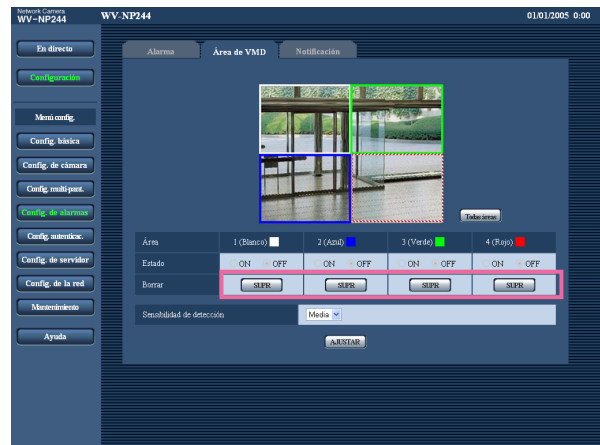 Network Camera
WV-NP244
WV-NP244
01/01/2005 0:00
En directo
Configuración
Menú config.
Config. básica
Config. de cámara
Config. multi-pant.
Config. de alarmas
Config. autenticac.
Config. de servidor
Config. de la red
Mantenimiento
Ayuda
Alarma Área de VMD Notificación
Todas áreas
Área 1 (Blanco) 2 (Azul) 3 (Verde) 4 (Rojo)
Estado ON OFF ON OFF ON OFF ON OFF
Borrar SUPR SUPR SUPR SUPR
Sensibilidad de detección Media
AJUSTAR